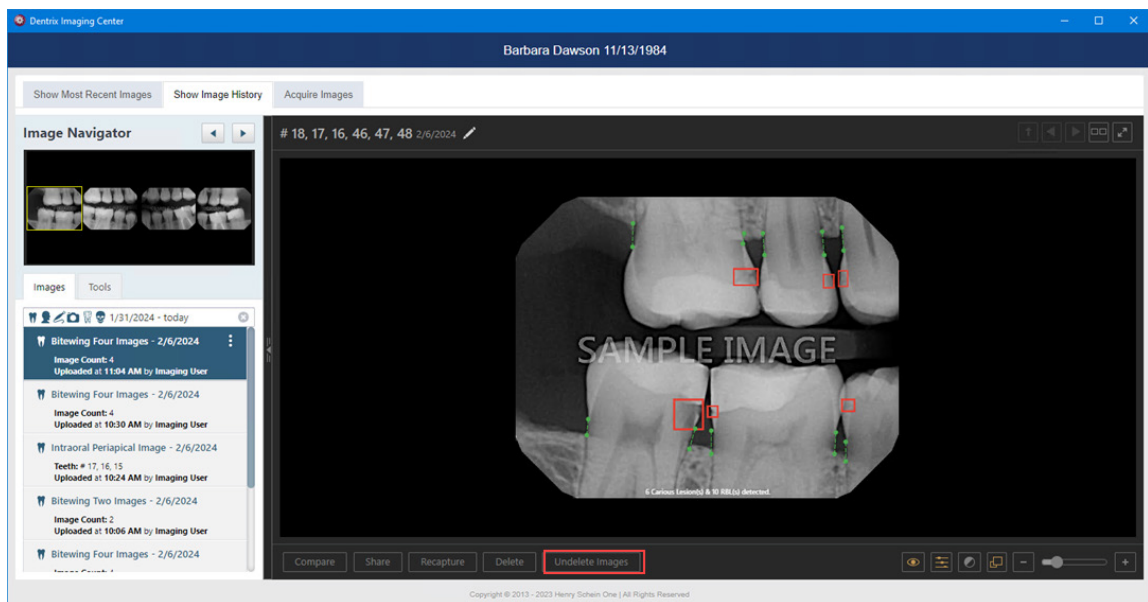 Dentrix Imaging Center
Barbara Dawson 11/13/1984
Show Most Recent Images Show Image History Acquire Images
Image Navigator
# 18, 17, 16, 46, 47, 48 2/6/2024
Images Tools
1/31/2024 - today
Bitewing Four Images - 2/6/2024
Image Count: 4
Uploaded at 11:04 AM by Imaging User
Bitewing Four Images - 2/6/2024
Image Count: 4
Uploaded at 10:30 AM by Imaging User
Intraoral Periapical Image - 2/6/2024
Teeth: # 17, 16, 15
Uploaded at 10:24 AM by Imaging User
Bitewing Two Images - 2/6/2024
Image Count: 2
Uploaded at 10:06 AM by Imaging User
Bitewing Four Images - 2/6/2024
SAMPLE IMAGE
6 Carious Lesion(s) & 10 RBL(s) detected.
Compare Share Recapture Delete Undelete Images
Copyright © 2013 - 2023 Henry Schein One | All Rights Reserved